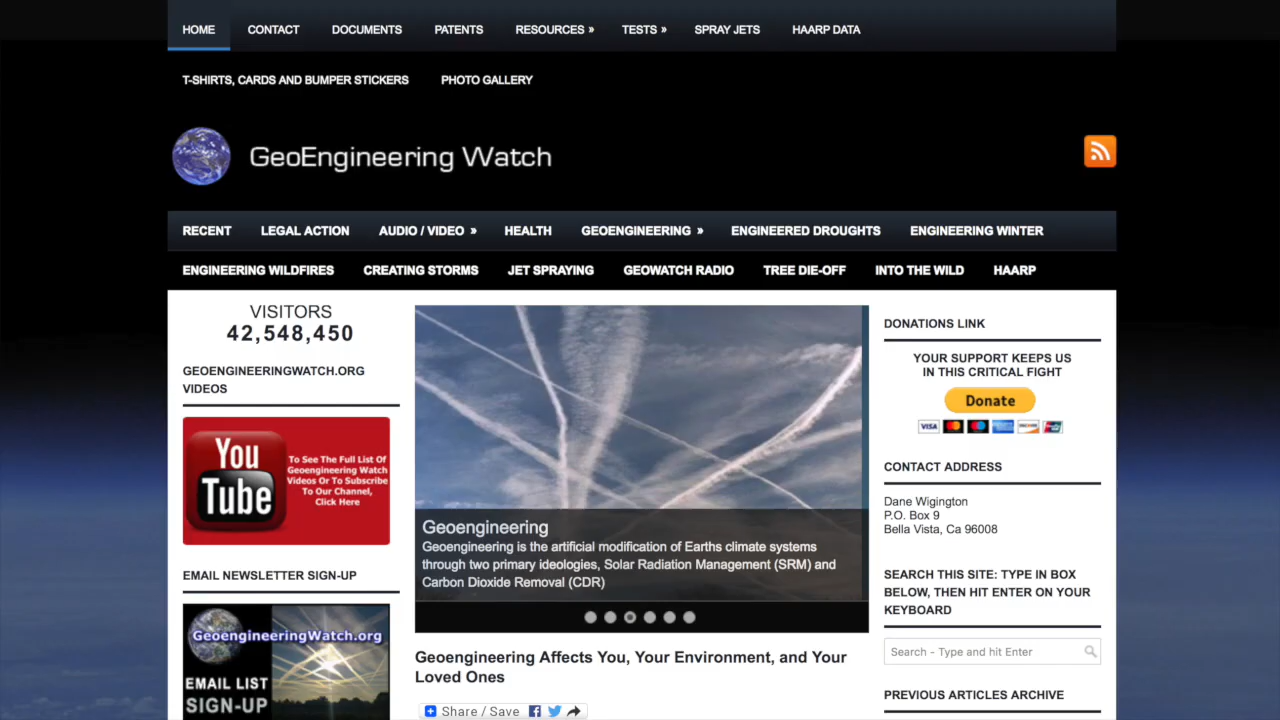 HOME CONTACT DOCUMENTS PATENTS RESOURCES » TESTS » SPRAY JETS HAARP DATA
T-SHIRTS, CARDS AND BUMPER STICKERS PHOTO GALLERY
GeoEngineering Watch
RECENT LEGAL ACTION AUDIO / VIDEO » HEALTH GEOENGINEERING » ENGINEERED DROUGHTS ENGINEERING WINTER
ENGINEERING WILDFIRES CREATING STORMS JET SPRAYING GEOWATCH RADIO TREE DIE-OFF INTO THE WILD HAARP
VISITORS
42,548,450
GEOENGINEERINGWATCH.ORG
VIDEOS
You
Tube
To See The Full List Of
Geoengineering Watch
Videos Or To Subscribe
To Our Channel,
Click Here
EMAIL NEWSLETTER SIGN-UP
GeoengineeringWatch.org
EMAIL LIST
SIGN-UP
Geoengineering
Geoengineering is the artificial modification of Earths climate systems
through two primary ideologies, Solar Radiation Management (SRM) and
Carbon Dioxide Removal (CDR)
Geoengineering Affects You, Your Environment, and Your
Loved Ones
Share / Save
DONATIONS LINK
YOUR SUPPORT KEEPS US
IN THIS CRITICAL FIGHT
Donate
VISA
CONTACT ADDRESS
Dane Wigington
P.O. Box 9
Bella Vista, Ca 96008
SEARCH THIS SITE: TYPE IN BOX
BELOW, THEN HIT ENTER ON YOUR
KEYBOARD
Search - Type and hit Enter
PREVIOUS ARTICLES ARCHIVE